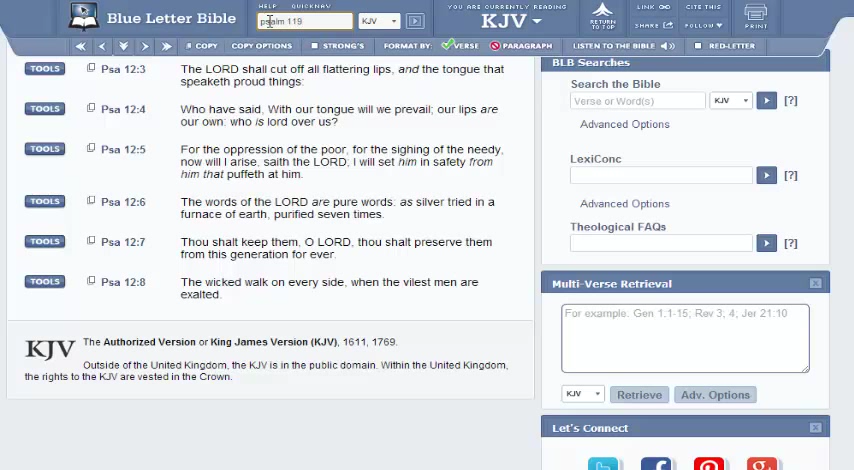 HELP QUICKNAV
Blue Letter Bible
psalm 119
KJV
YOU ARE CURRENTLY READING
KJV
RETURN TO TOP
LINK
CITE THIS
SHARE
FOLLOW
PRINT
COPY
COPY OPTIONS
STRONG'S
FORMAT BY:
VERSE
PARAGRAPH
LISTEN TO THE BIBLE
RED-LETTER
TOOLS Psa 12:3 The LORD shall cut off all flattering lips, and the tongue that
speaketh proud things:
TOOLS Psa 12:4 Who have said, With our tongue will we prevail; our lips are
our own: who is lord over us?
TOOLS Psa 12:5 For the oppression of the poor, for the sighing of the needy,
now will I arise, saith the LORD; I will set him in safety from
him that puffeth at him.
TOOLS Psa 12:6 The words of the LORD are pure words: as silver tried in a
furnace of earth, purified seven times.
TOOLS Psa 12:7 Thou shalt keep them, O LORD, thou shalt preserve them
from this generation for ever.
TOOLS Psa 12:8 The wicked walk on every side, when the vilest men are
exalted.
KJV
The Authorized Version or King James Version (KJV), 1611, 1769.
Outside of the United Kingdom, the KJV is in the public domain. Within the United Kingdom,
the rights to the KJV are vested in the Crown.
BLB Searches
Search the Bible
Verse or Word(s) KJV [?]
Advanced Options
LexiConc
[?]
Advanced Options
Theological FAQs
[?]
Multi-Verse Retrieval x
For example. Gen 1:1-15; Rev 3; 4; Jer 21:10
KJV Retrieve Adv. Options
Let's Connect x